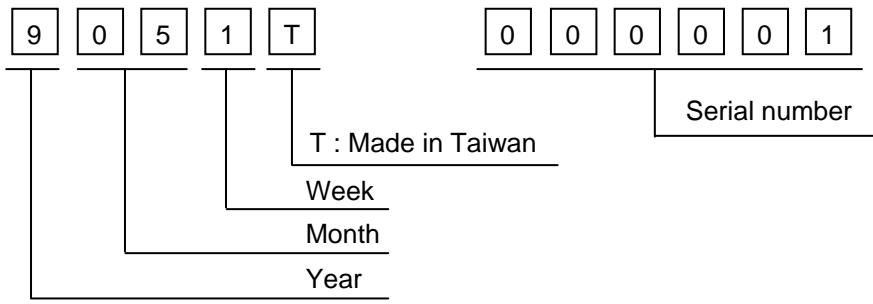 9 0 5 1 T 0 0 0 0 0 1
Serial number
T : Made in Taiwan
Week
Month
Year